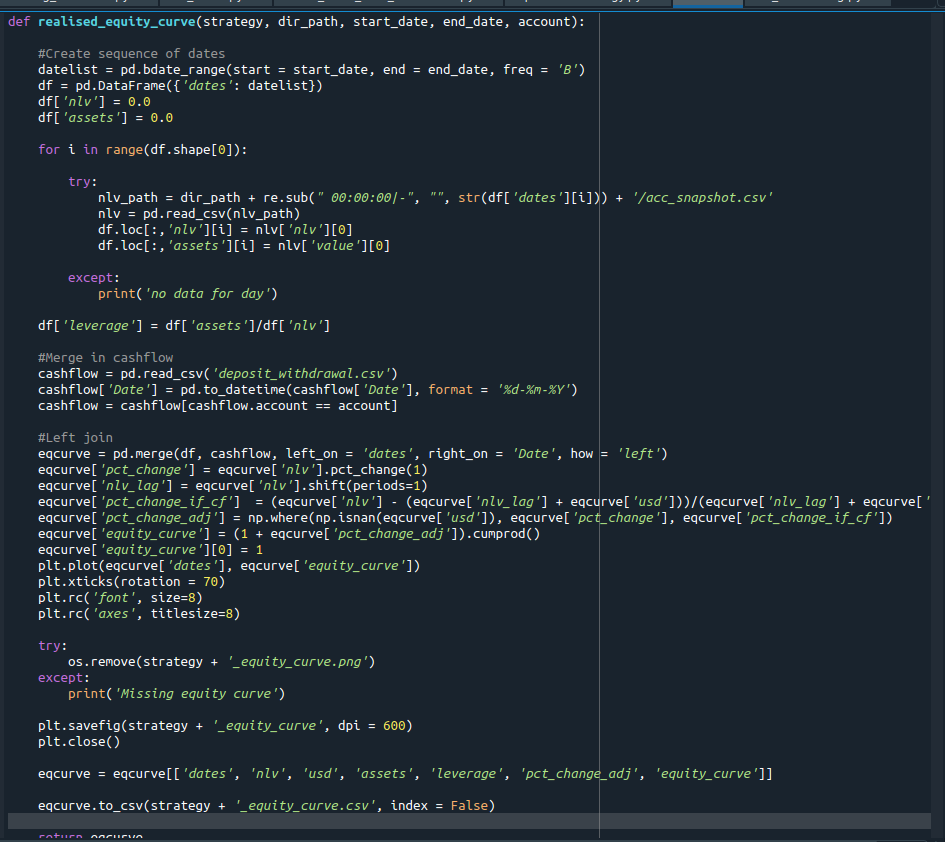 def realised_equity_curve(strategy, dir_path, start_date, end_date, account):
#Create sequence of dates
datelist = pd.bdate_range(start = start_date, end = end_date, freq = 'B')
df = pd.DataFrame({'dates': datelist})
df['nlv'] = 0.0
df['assets'] = 0.0
for i in range(df.shape[0]):
try:
nlv_path = dir_path + re.sub(" 00:00:00|-", "", str(df['dates'][i])) + '/acc_snapshot.csv'
nlv = pd.read_csv(nlv_path)
df.loc[:,'nlv'][i] = nlv['nlv'][0]
df.loc[:,'assets'][i] = nlv['value'][0]
except:
print('no data for day')
df['leverage'] = df['assets']/df['nlv']
#Merge in cashflow
cashflow = pd.read_csv('deposit_withdrawal.csv')
cashflow['Date'] = pd.to_datetime(cashflow['Date'], format = '%d-%m-%Y')
cashflow = cashflow[cashflow.account == account]
#Left join
eqcurve = pd.merge(df, cashflow, left_on = 'dates', right_on = 'Date', how = 'left')
eqcurve['pct_change'] = eqcurve['nlv'].pct_change(1)
eqcurve['nlv_lag'] = eqcurve['nlv'].shift(periods=1)
eqcurve['pct_change_if_cf']  = (eqcurve['nlv'] - (eqcurve['nlv_lag'] + eqcurve['usd']))/(eqcurve['nlv_lag'] + eqcurve['
eqcurve['pct_change_adj'] = np.where(np.isnan(eqcurve['usd']), eqcurve['pct_change'], eqcurve['pct_change_if_cf'])
eqcurve['equity_curve'] = (1 + eqcurve['pct_change_adj']).cumprod()
eqcurve['equity_curve'][0] = 1
plt.plot(eqcurve['dates'], eqcurve['equity_curve'])
plt.xticks(rotation = 70)
plt.rc('font', size=8)
plt.rc('axes', titlesize=8)
try:
os.remove(strategy + '_equity_curve.png')
except:
print('Missing equity curve')
plt.savefig(strategy + '_equity_curve', dpi = 600)
plt.close()
eqcurve = eqcurve[['dates', 'nlv', 'usd', 'assets', 'leverage', 'pct_change_adj', 'equity_curve']]
eqcurve.to_csv(strategy + '_equity_curve.csv', index = False)
return eqcurve